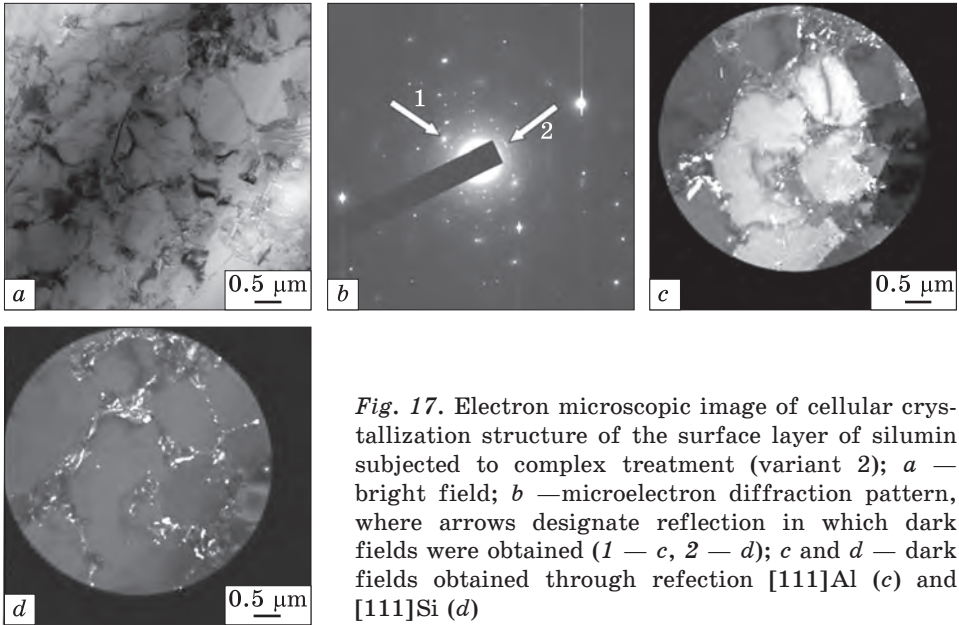 a
0.5 μm
1
2
b
c
0.5 μm
d
0.5 μm
Fig. 17. Electron microscopic image of cellular crys-
tallization structure of the surface layer of silumin
subjected to complex treatment (variant 2); a —
bright field; b —microelectron diffraction pattern,
where arrows designate reflection in which dark
fields were obtained (1 — c, 2 — d); c and d — dark
fields obtained through refection [111]Al (c) and
[111]Si (d)